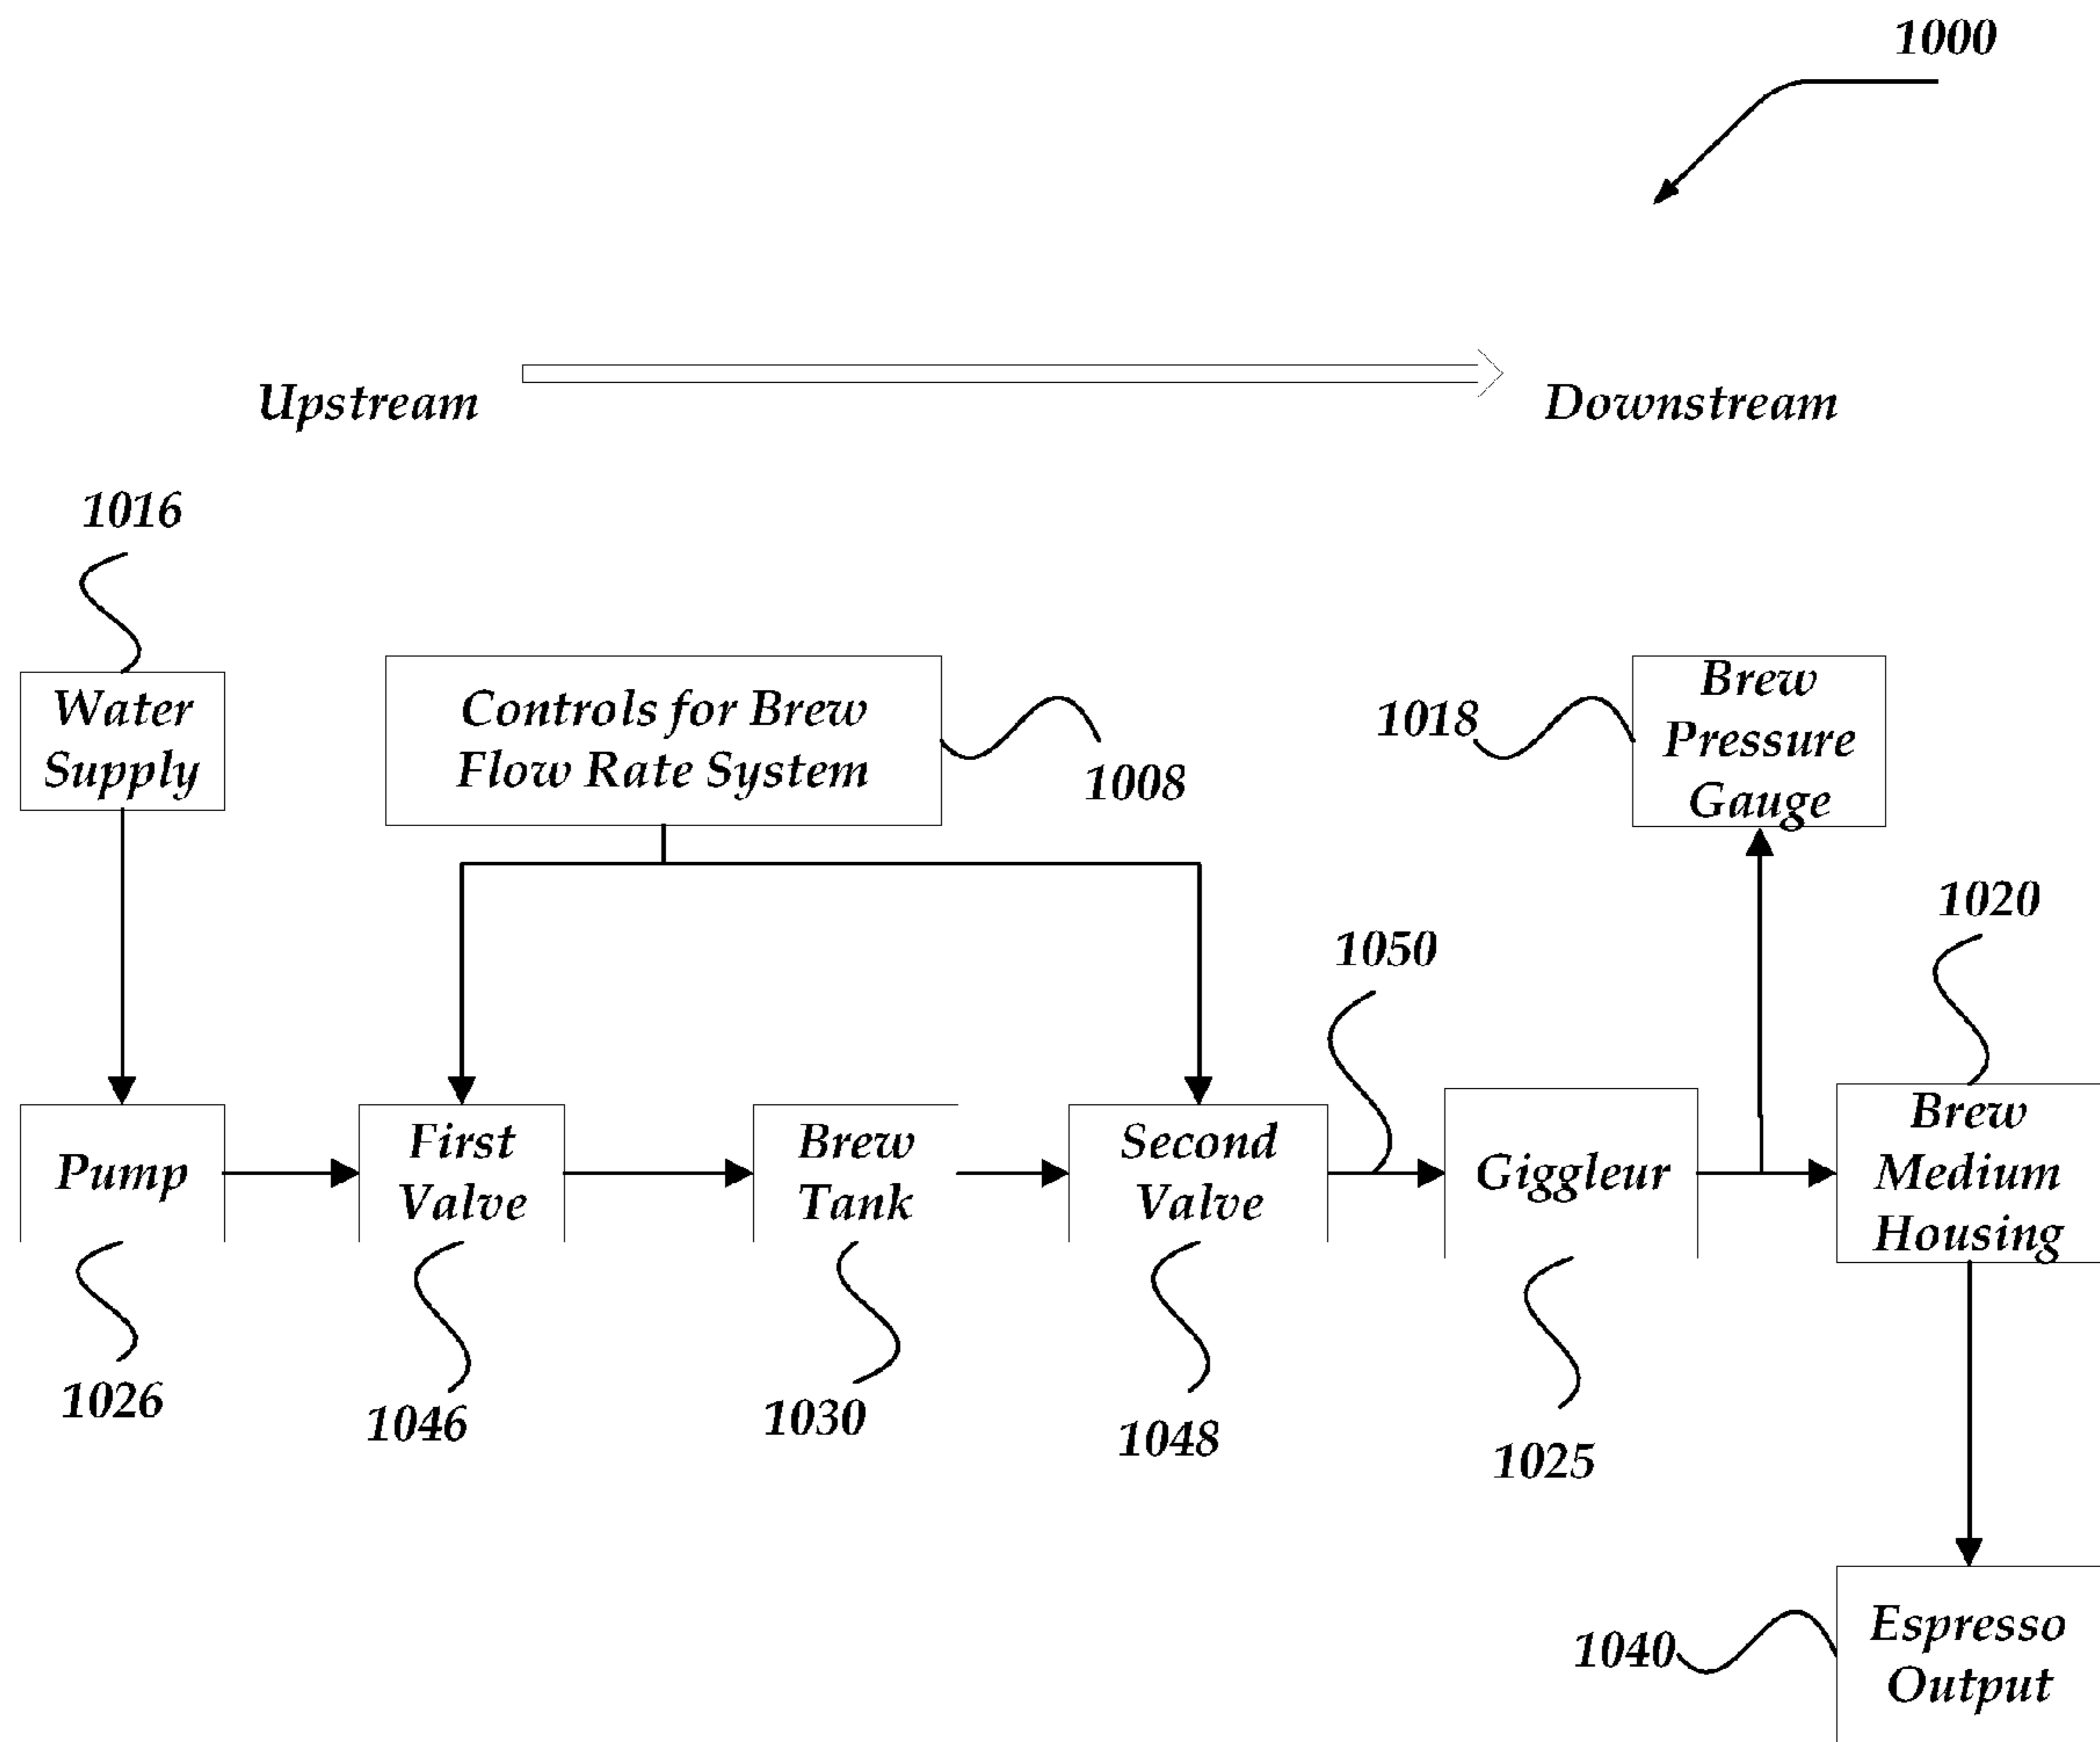 1000
Upstream
Downstream
1016
Water
Supply
Controls for Brew
Flow Rate System
1008
1018
Brew
Pressure
Gauge
1020
1050
Pump
First
Valve
Brew
Tank
Second
Valve
Giggleur
Brew
Medium
Housing
1026
1046
1030
1048
1025
1040
Espresso
Output